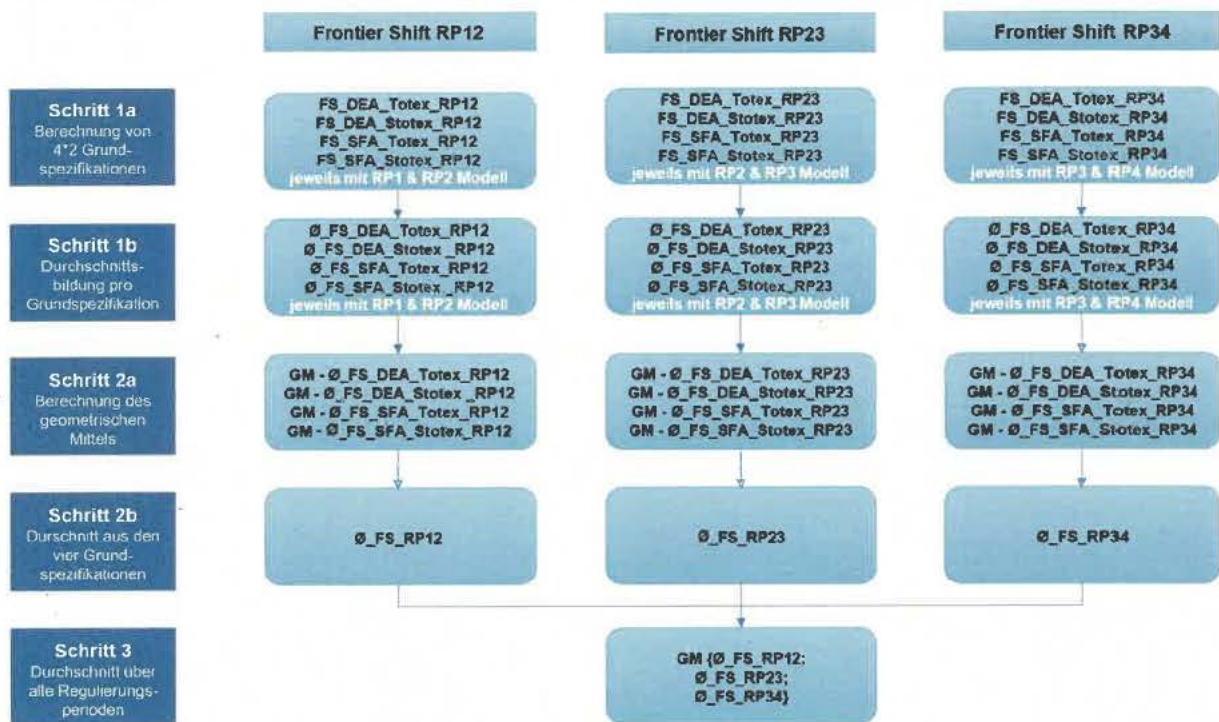 Frontier Shift RP12
Frontier Shift RP23
Frontier Shift RP34
Schritt 1a
Berechnung von
4*2 Grund-
spezifikationen
FS_DEA_Totex_RP12
FS_DEA_Stotex_RP12
FS_SFA_Totex_RP12
FS_SFA_Stotex_RP12
jeweils mit RP1 & RP2 Modell
FS_DEA_Totex_RP23
FS_DEA_Stotex_RP23
FS_SFA_Totex_RP23
FS_SFA_Stotex_RP23
jeweils mit RP2 & RP3 Modell
FS_DEA_Totex_RP34
FS_DEA_Stotex_RP34
FS_SFA_Totex_RP34
FS_SFA_Stotex_RP34
jeweils mit RP3 & RP4 Modell
Schritt 1b
Durchschnitts-
bildung pro
Grundspezifikation
Ø_FS_DEA_Totex_RP12
Ø_FS_DEA_Stotex_RP12
Ø_FS_SFA_Totex_RP12
Ø_FS_SFA_Stotex_RP12
jeweils mit RP1 & RP2 Modell
Ø_FS_DEA_Totex_RP23
Ø_FS_DEA_Stotex_RP23
Ø_FS_SFA_Totex_RP23
Ø_FS_SFA_Stotex_RP23
jeweils mit RP2 & RP3 Modell
Ø_FS_DEA_Totex_RP34
Ø_FS_DEA_Stotex_RP34
Ø_FS_SFA_Totex_RP34
Ø_FS_SFA_Stotex_RP34
jeweils mit RP3 & RP4 Modell
Schritt 2a
Berechnung des
geometrischen
Mittels
GM - Ø_FS_DEA_Totex_RP12
GM - Ø_FS_DEA_Stotex_RP12
GM - Ø_FS_SFA_Totex_RP12
GM - Ø_FS_SFA_Stotex_RP12
GM - Ø_FS_DEA_Totex_RP23
GM - Ø_FS_DEA_Stotex_RP23
GM - Ø_FS_SFA_Totex_RP23
GM - Ø_FS_SFA_Stotex_RP23
GM - Ø_FS_DEA_Totex_RP34
GM - Ø_FS_DEA_Stotex_RP34
GM - Ø_FS_SFA_Totex_RP34
GM - Ø_FS_SFA_Stotex_RP34
Schritt 2b
Durschnitt aus den
vier Grund-
spezifikationen
Ø_FS_RP12
Ø_FS_RP23
Ø_FS_RP34
Schritt 3
Durchschnitt über
alle Regulierungs-
perioden
GM {Ø_FS_RP12;
Ø_FS_RP23;
Ø_FS_RP34}